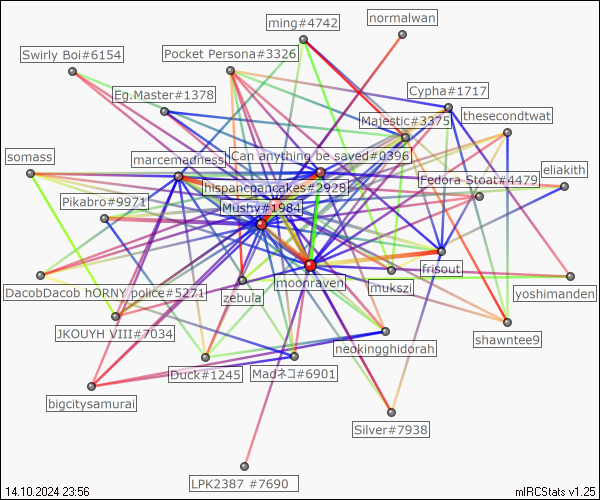 ming#4742
normalwan
Swirly Boi#6154
Pocket Persona#3326
Eg.Master#1378
Cypha#1717
Majestic#3375
thesecondtwat
somass
marcemadness
Can anything be saved#0396
Fedora Stoat#4479
eliakith
hispanicpancakes#2928
Pikabro#9971
Mushy#1984
DacobDacob hORNY police#5271
zebula
moonraven
mukszi
frisout
yoshimanden
JKOUYH VIII#7034
neokingghidorah
shawntee9
Duck#1245
Madネコ#6901
bigcitysamurai
Silver#7938
LPK2387 #7690
14.10.2024 23:56
mIRCStats v1.25